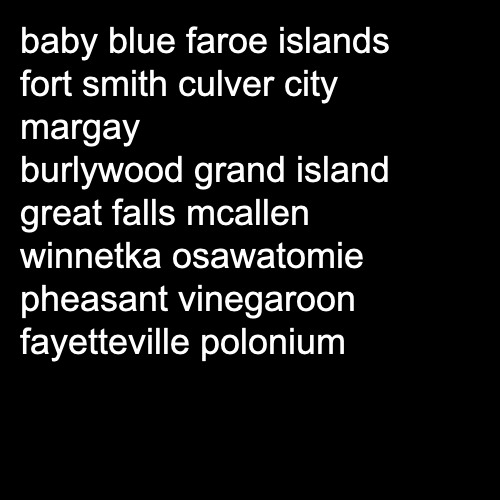 baby blue faroe islands
fort smith culver city
margay
burlywood grand island
great falls mcallen
winnetka osawatomie
pheasant vinegaroon
fayetteville polonium